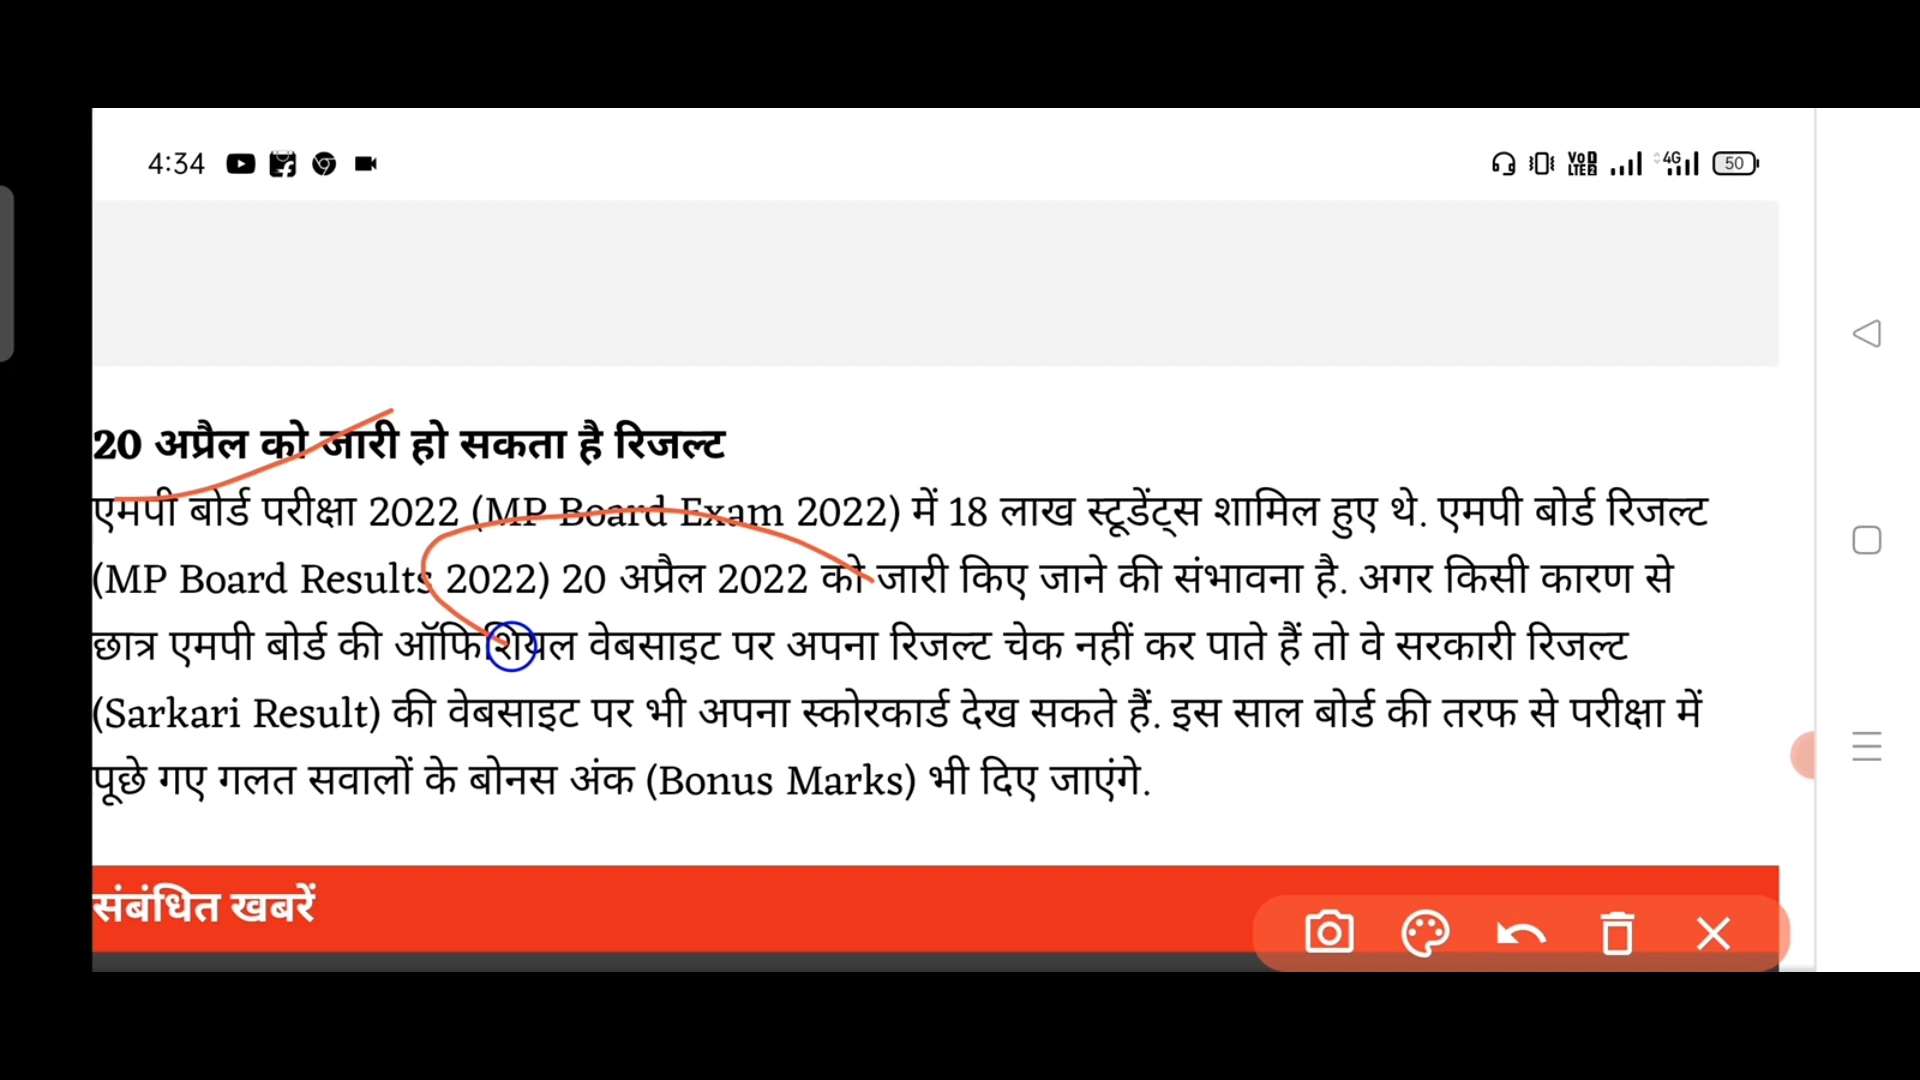 4:34
VoD LTE2 4G 50
20 अप्रैल को जारी हो सकता है रिजल्ट
एमपी बोर्ड परीक्षा 2022 (MP Board Exam 2022) में 18 लाख स्टूडेंट्स शामिल हुए थे. एमपी बोर्ड रिजल्ट
(MP Board Results 2022) 20 अप्रैल 2022 को जारी किए जाने की संभावना है. अगर किसी कारण से
छात्र एमपी बोर्ड की ऑफिशियल वेबसाइट पर अपना रिजल्ट चेक नहीं कर पाते हैं तो वे सरकारी रिजल्ट
(Sarkari Result) की वेबसाइट पर भी अपना स्कोरकार्ड देख सकते हैं. इस साल बोर्ड की तरफ से परीक्षा में
पूछे गए गलत सवालों के बोनस अंक (Bonus Marks) भी दिए जाएंगे.
संबंधित खबरें